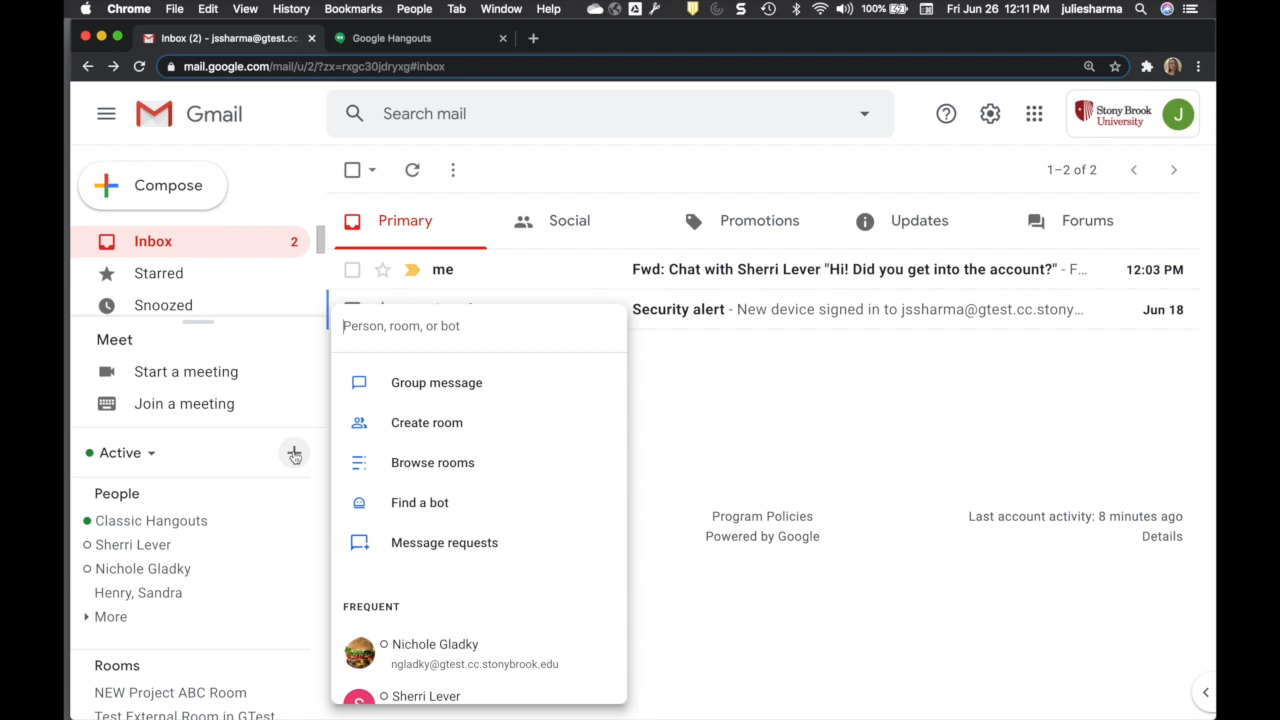 Chrome File Edit View History Bookmarks People Tab Window Help 100% Fri Jun 26 12:11 PM juliesharma
Inbox (2) - jssharma@gtest.cc. Google Hangouts
mail.google.com/mail/u/2/?zx=rxgc30jdryxg#inbox
Gmail Search mail Stony Brook University J
Compose 1–2 of 2
Primary Social Promotions Updates Forums
Inbox 2
Starred
Snoozed
me Fwd: Chat with Sherri Lever "Hi! Did you get into the account?" - F... 12:03 PM
Security alert - New device signed in to jssharma@gtest.cc.stony... Jun 18
Meet
Start a meeting
Join a meeting
Active
People
Classic Hangouts
Sherri Lever
Nichole Gladky
Henry, Sandra
More
Rooms
NEW Project ABC Room
Test External Room in GTest
Person, room, or bot
Group message
Create room
Browse rooms
Find a bot
Message requests
FREQUENT
Nichole Gladky
ngladky@gtest.cc.stonybrook.edu
S Sherri Lever
Program Policies
Powered by Google
Last account activity: 8 minutes ago
Details